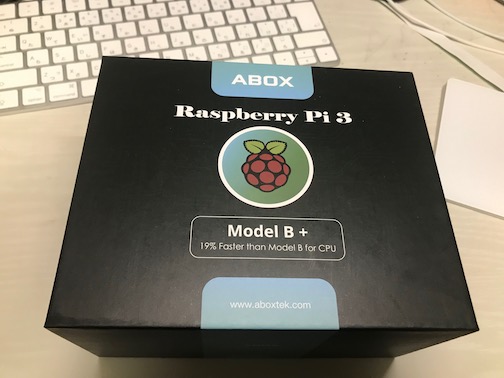 ABOX
Raspberry Pi 3
Model B +
19% Faster than Model B for CPU
www.aboxtek.com